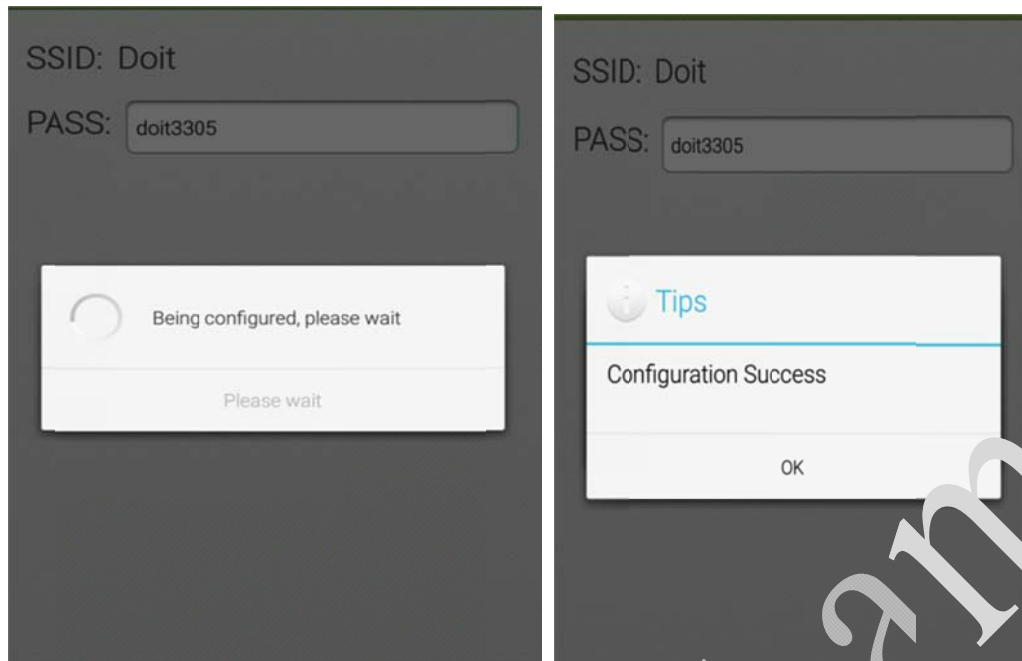 SSID: Doit
PASS: doit3305
Being configured, please wait
Please wait
SSID: Doit
PASS: doit3305
Tips
Configuration Success
OK